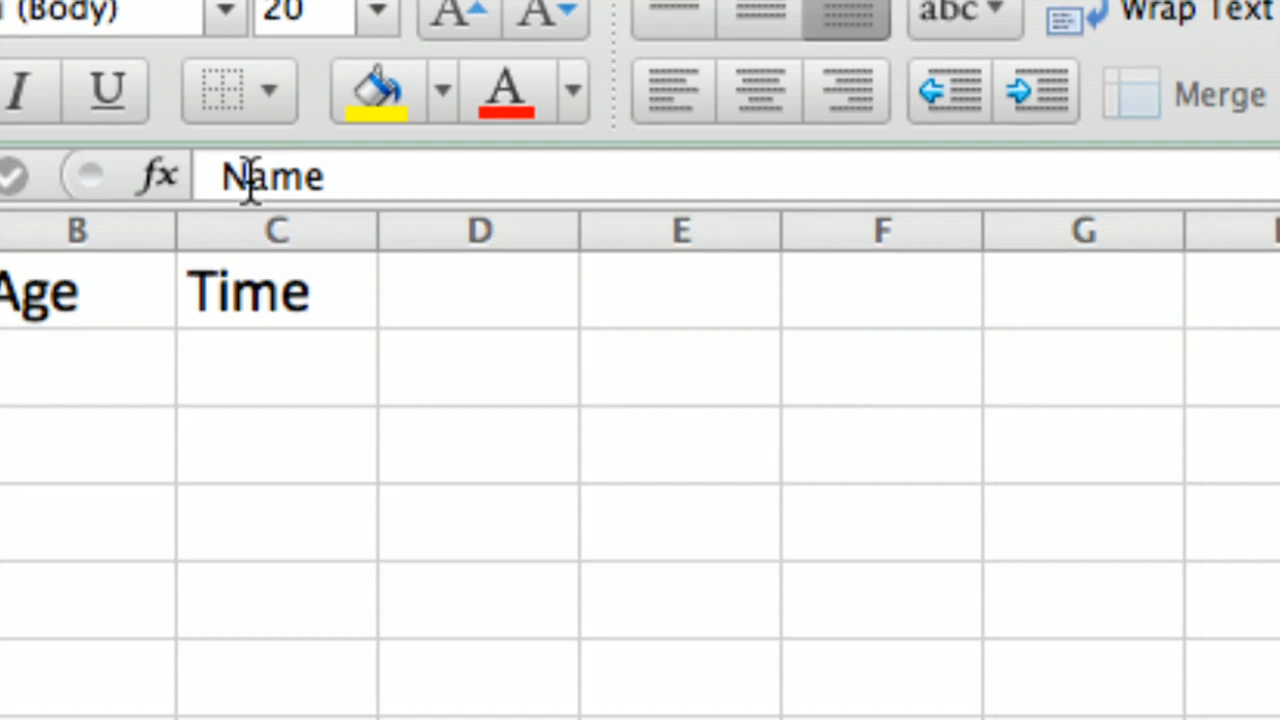 (Body) 20 A A abc Wrap Text
I U A Merge
fx Name
B C D E F G
Age Time